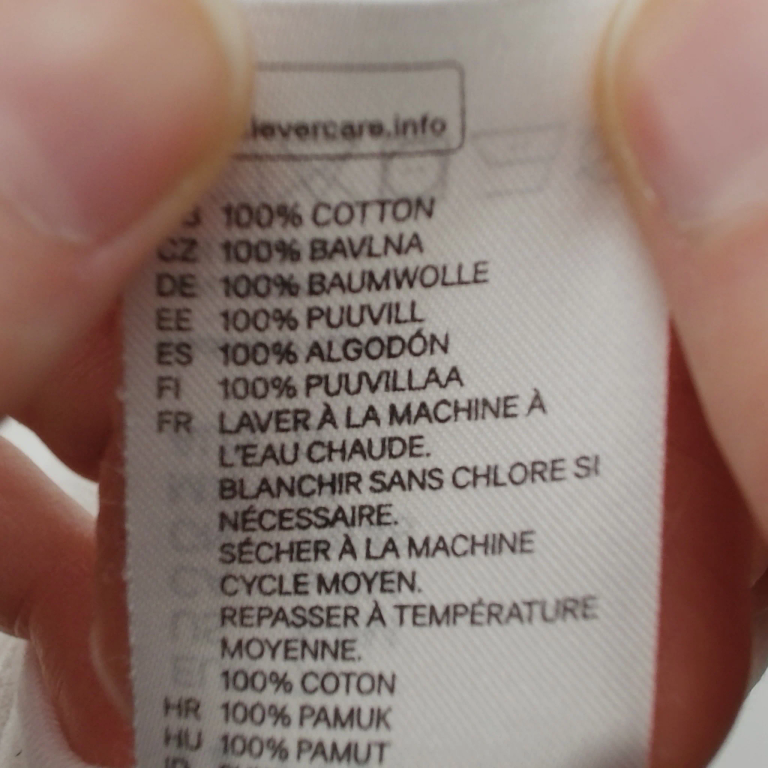 levercare.info
100% COTTON
CZ 100% BAVLNA
DE 100% BAUMWOLLE
EE 100% PUUVILL
ES 100% ALGODÓN
FI 100% PUUVILLAA
FR LAVER À LA MACHINE À
L'EAU CHAUDE.
BLANCHIR SANS CHLORE SI
NÉCESSAIRE.
SÉCHER À LA MACHINE
CYCLE MOYEN.
REPASSER À TEMPÉRATURE
MOYENNE.
100% COTON
HR 100% PAMUK
HU 100% PAMUT